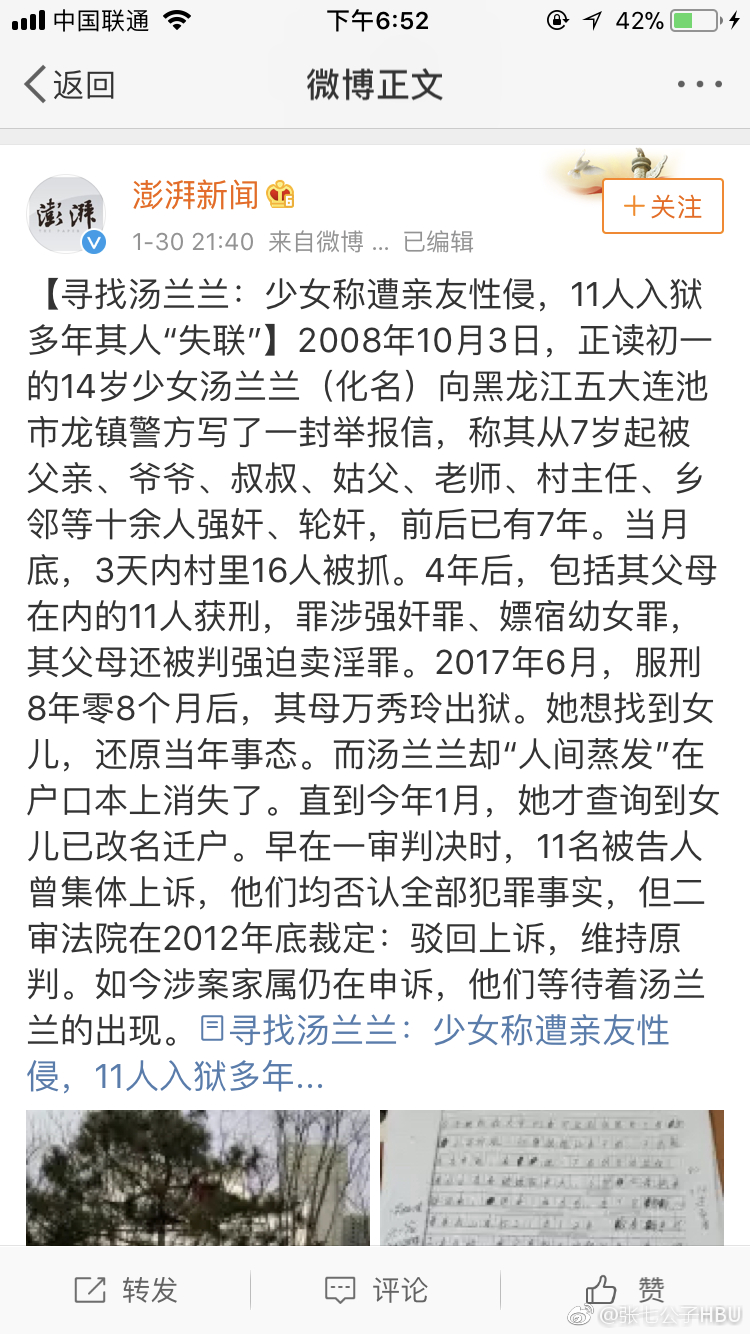 中国联通
下午6:52
42%
返回
微博正文
澎湃
澎湃新闻
+关注
1-30 21:40 来自微博 ... 已编辑
【寻找汤兰兰：少女称遭亲友性侵，11人入狱
多年其人“失联”】2008年10月3日，正读初一
的14岁少女汤兰兰（化名）向黑龙江五大连池
市龙镇警方写了一封举报信，称其从7岁起被
父亲、爷爷、叔叔、姑父、老师、村主任、乡
邻等十余人强奸、轮奸，前后已有7年。当月
底，3天内村里16人被抓。4年后，包括其父母
在内的11人获刑，罪涉强奸罪、嫖宿幼女罪，
其父母还被判强迫卖淫罪。2017年6月，服刑
8年零8个月后，其母万秀玲出狱。她想找到女
儿，还原当年事态。而汤兰兰却“人间蒸发”在
户口本上消失了。直到今年1月，她才查询到女
儿已改名迁户。早在一审判决时，11名被告人
曾集体上诉，他们均否认全部犯罪事实，但二
审法院在2012年底裁定：驳回上诉，维持原
判。如今涉案家属仍在申诉，他们等待着汤兰
兰的出现。寻找汤兰兰：少女称遭亲友性
侵，11人入狱多年...
转发
评论
赞
@张七公子HBU